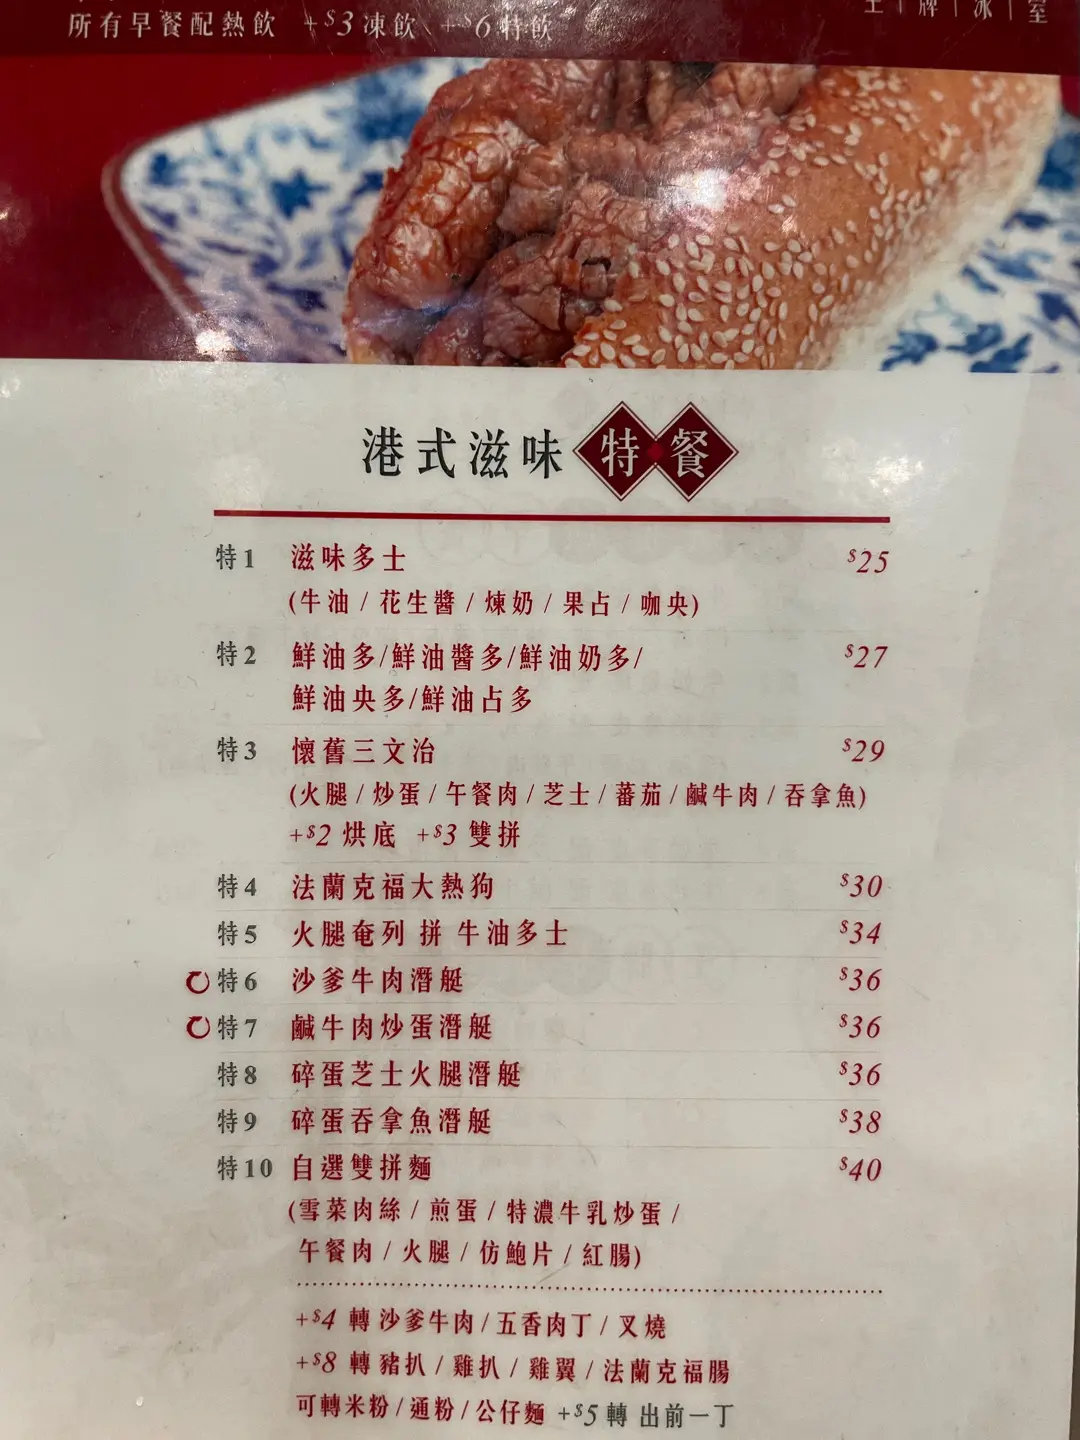 所有早餐配熱飲 +$3凍飲 +$6特飲
牌 | 冰 | 室
港式滋味特餐
特1 滋味多士 $25
(牛油 / 花生醬 / 煉奶 / 果占 / 咖央)
特2 鮮油多/鮮油醬多/鮮油奶多/ $27
鮮油央多/鮮油占多
特3 懷舊三文治 $29
(火腿 / 炒蛋 / 午餐肉 / 芝士 / 蕃茄 / 鹹牛肉 / 吞拿魚)
+$2 烘底 +$3 雙拼
特4 法蘭克福大熱狗 $30
特5 火腿奄列 拼 牛油多士 $34
特6 沙爹牛肉潛艇 $36
特7 鹹牛肉炒蛋潛艇 $36
特8 碎蛋芝士火腿潛艇 $36
特9 碎蛋吞拿魚潛艇 $38
特10 自選雙拼麵 $40
(雪菜肉絲 / 煎蛋 / 特濃牛乳炒蛋 /
午餐肉 / 火腿 / 仿鮑片 / 紅腸)
+$4 轉 沙爹牛肉 / 五香肉丁 / 叉燒
+$8 轉 豬扒 / 雞扒 / 雞翼 / 法蘭克福腸
可轉米粉 / 通粉 / 公仔麵 +$5 轉 出前一丁